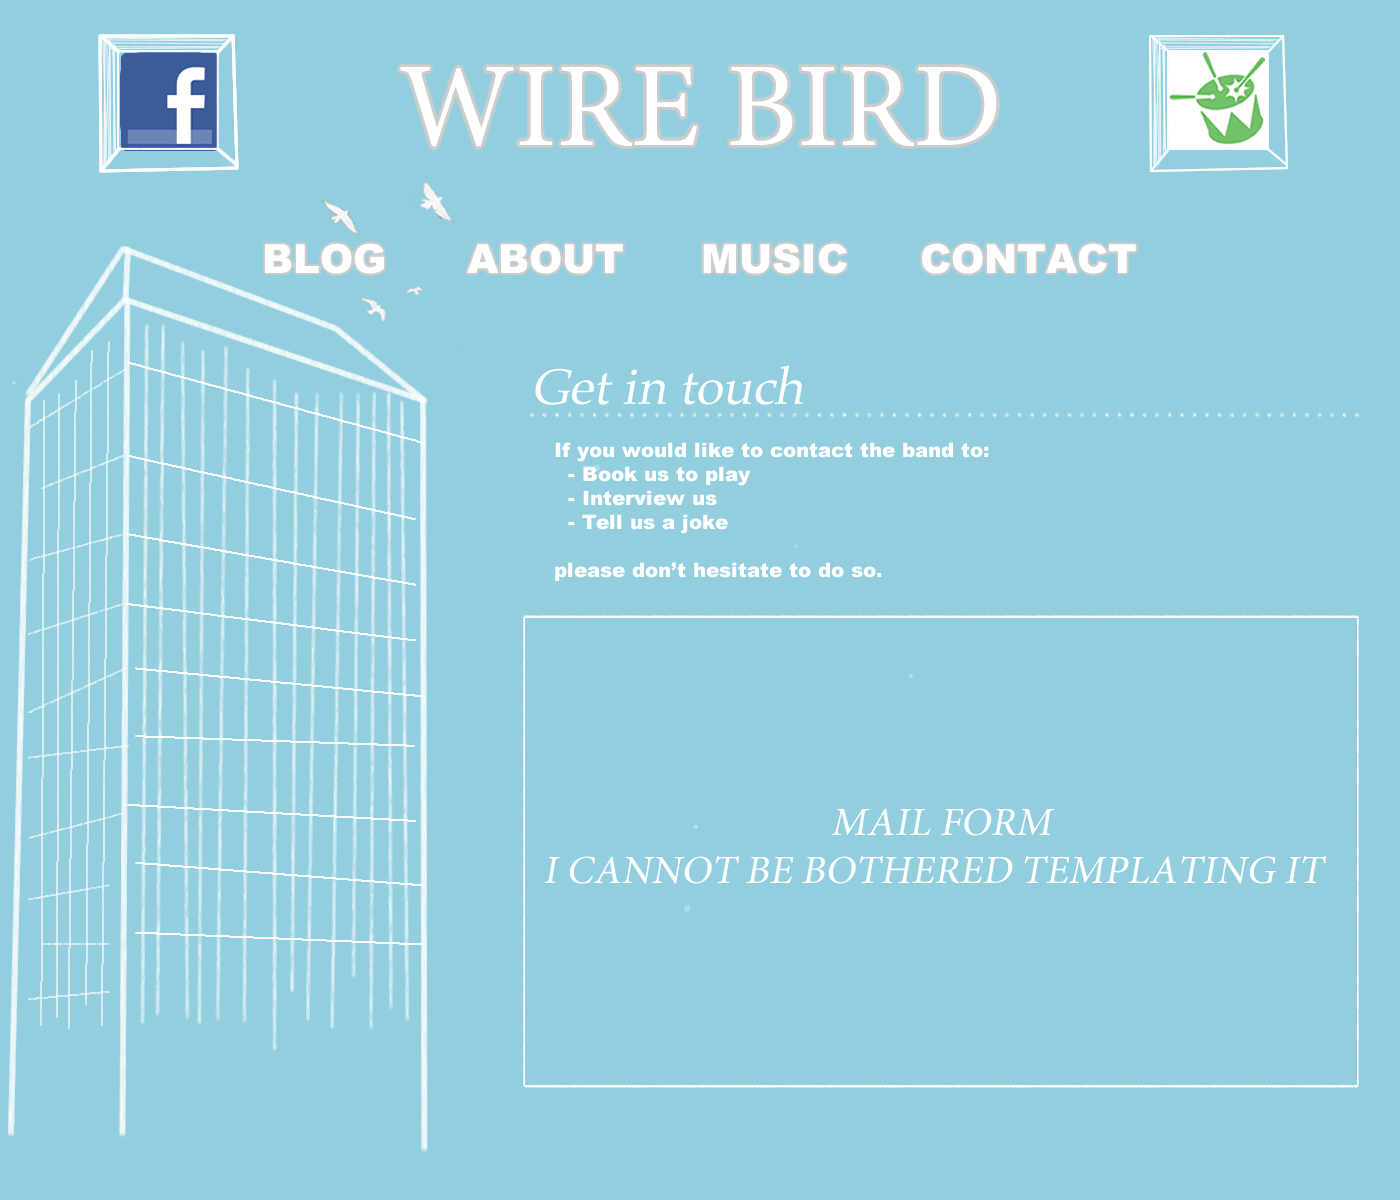 f
WIRE BIRD
BLOG ABOUT MUSIC CONTACT
Get in touch
If you would like to contact the band to:
- Book us to play
- Interview us
- Tell us a joke
please don’t hesitate to do so.
MAIL FORM
I CANNOT BE BOTHERED TEMPLATING IT